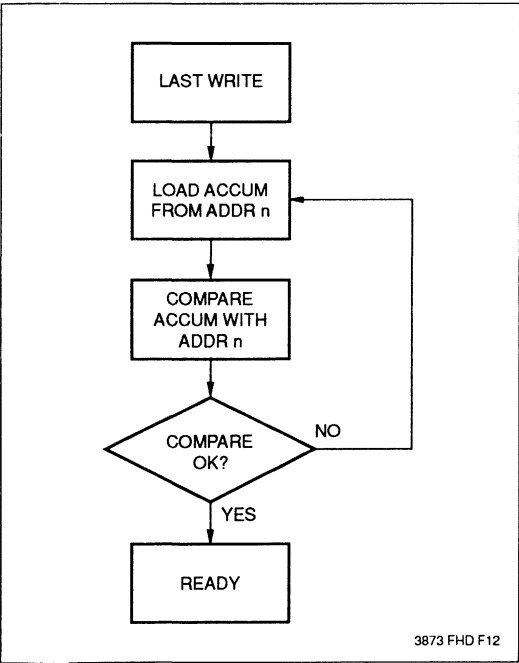 LAST WRITE
LOAD ACCUM
FROM ADDR n
COMPARE
ACCUM WITH
ADDR n
COMPARE
OK?
NO
YES
READY
3873 FHD F12